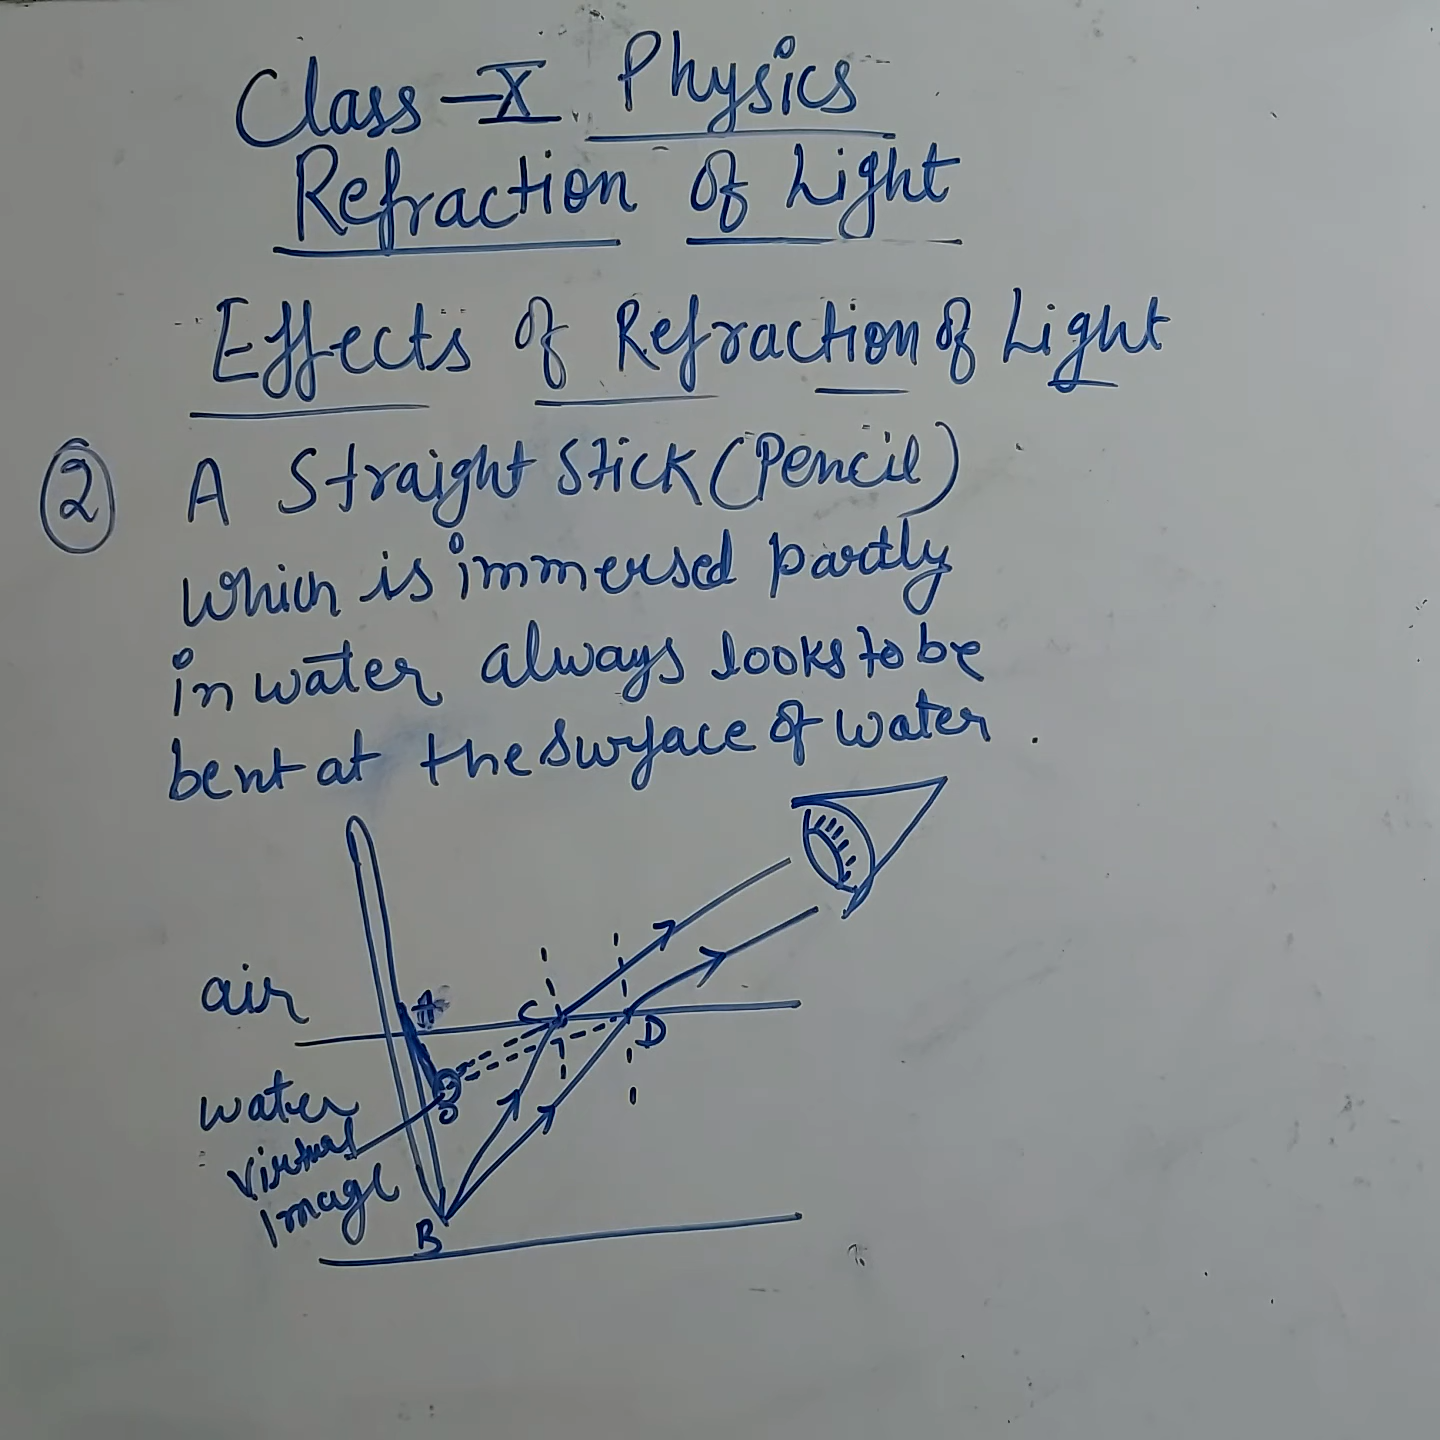 Class-X Physics
Refraction of Light
Effects of Refraction of Light
2 A Straight Stick (Pencil)
which is immersed partly
in water always looks to be
bent at the surface of water.
air
A
C
D
water
virtual
image
B